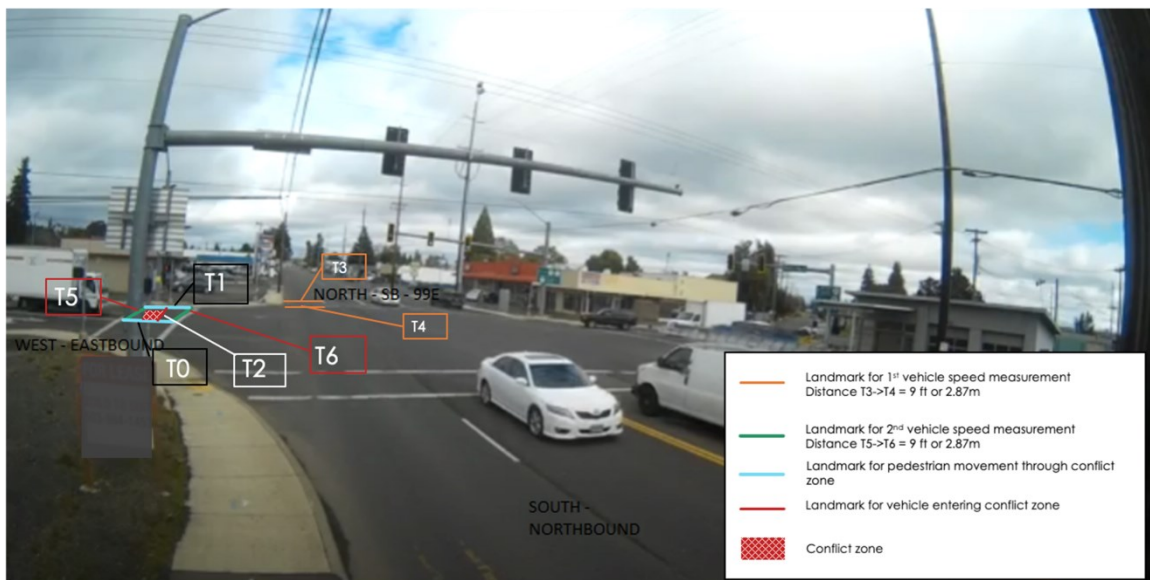 T3
T1
T5
NORTH - SB - 99E
T4
WEST - EASTBOUND
T0
T2
T6
SOUTH -
NORTHBOUND
Landmark for 1st vehicle speed measurement
Distance T3->T4 = 9 ft or 2.87m
Landmark for 2nd vehicle speed measurement
Distance T5->T6 = 9 ft or 2.87m
Landmark for pedestrian movement through conflict
zone
Landmark for vehicle entering conflict zone
Conflict zone